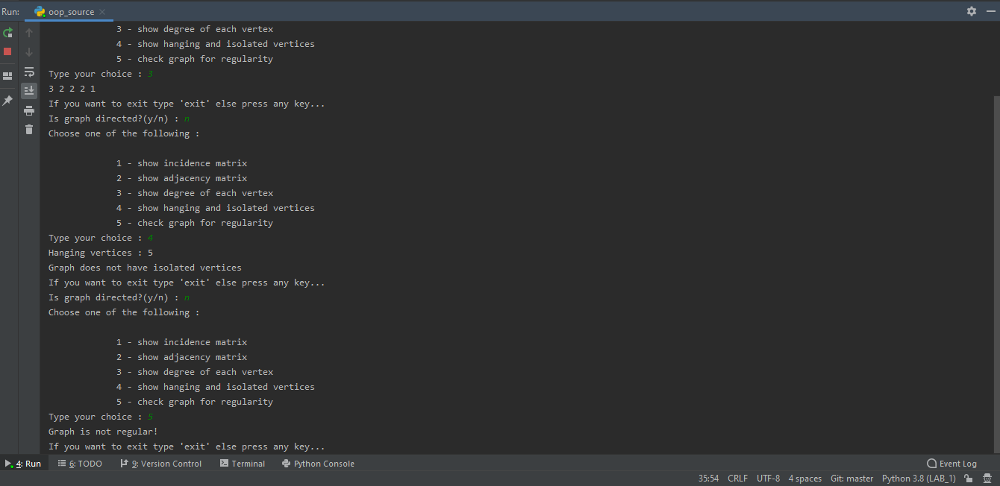 Run: oop_source
3 - show degree of each vertex
4 - show hanging and isolated vertices
5 - check graph for regularity
Type your choice : 3
3 2 2 2 1
If you want to exit type 'exit' else press any key...
Is graph directed?(y/n) : n
Choose one of the following :
1 - show incidence matrix
2 - show adjacency matrix
3 - show degree of each vertex
4 - show hanging and isolated vertices
5 - check graph for regularity
Type your choice : 4
Hanging vertices : 5
Graph does not have isolated vertices
If you want to exit type 'exit' else press any key...
Is graph directed?(y/n) : n
Choose one of the following :
1 - show incidence matrix
2 - show adjacency matrix
3 - show degree of each vertex
4 - show hanging and isolated vertices
5 - check graph for regularity
Type your choice : 5
Graph is not regular!
If you want to exit type 'exit' else press any key...
4: Run 6: TODO 9: Version Control Terminal Python Console Event Log
35:54 CRLF UTF-8 4 spaces Git: master Python 3.8 (LAB_1)